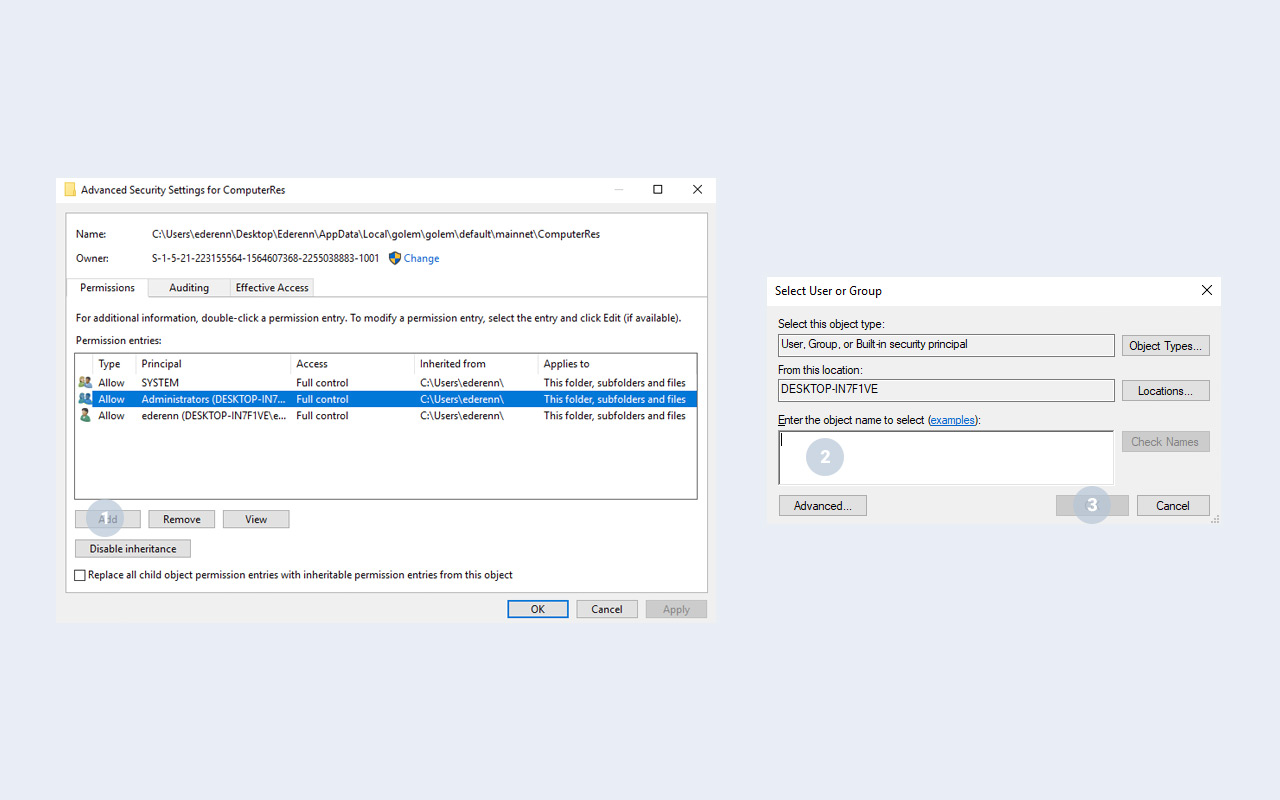 Advanced Security Settings for ComputerRes
Name: C:\Users\ederenn\Desktop\Ederenn\AppData\Local\golem\golem\default\mainnet\ComputerRes
Owner: S-1-5-21-223155564-1564607368-2255038883-1001 Change
Permissions Auditing Effective Access
For additional information, double-click a permission entry. To modify a permission entry, select the entry and click Edit (if available).
Permission entries:
Type Principal Access Inherited from Applies to
Allow SYSTEM Full control C:\Users\ederenn\ This folder, subfolders and files
Allow Administrators (DESKTOP-IN7... Full control C:\Users\ederenn\ This folder, subfolders and files
Allow ederenn (DESKTOP-IN7F1VE\e... Full control C:\Users\ederenn\ This folder, subfolders and files
Add 1 Remove View
Disable inheritance
Replace all child object permission entries with inheritable permission entries from this object
OK Cancel Apply
Select User or Group
Select this object type:
User, Group, or Built-in security principal Object Types...
From this location:
DESKTOP-IN7F1VE Locations...
Enter the object name to select (examples):
2 Check Names
Advanced... 3 Cancel